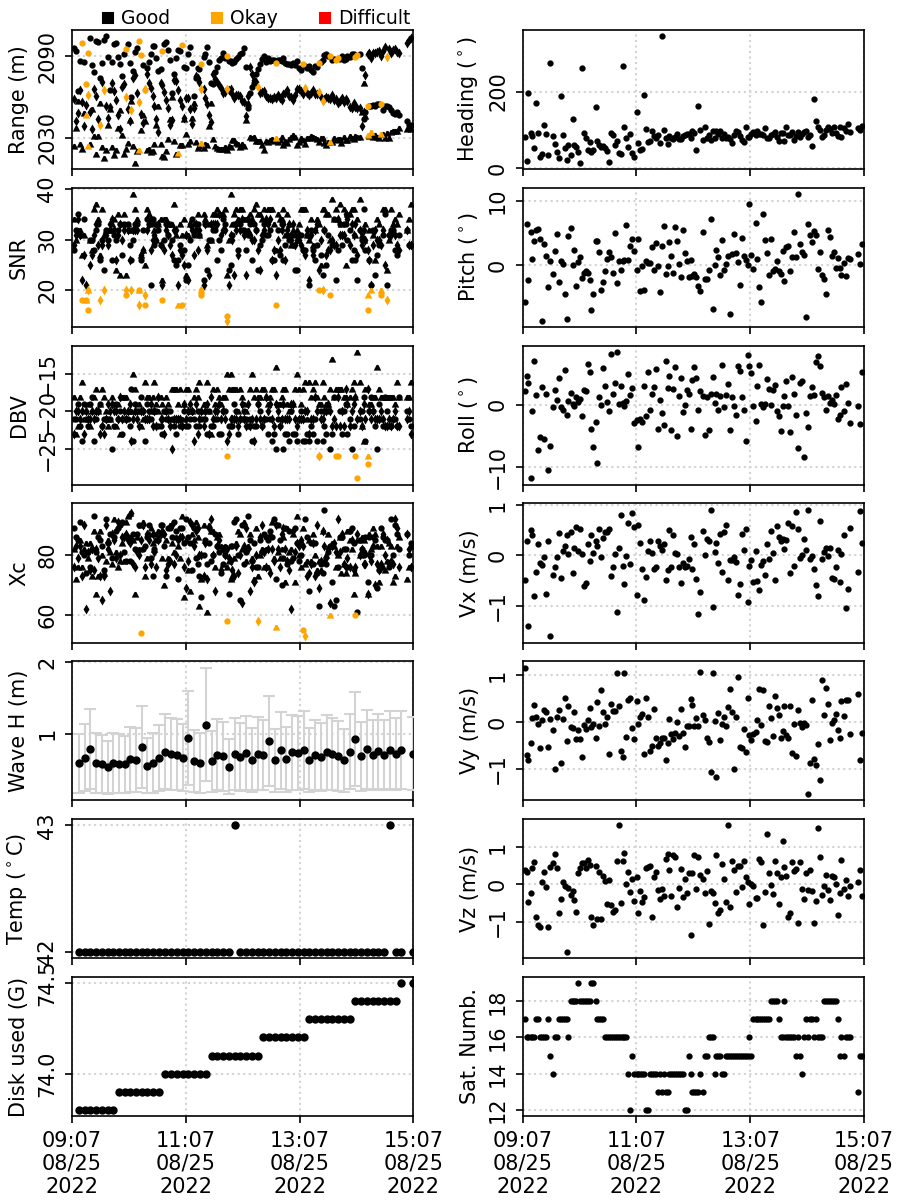 Good Okay Difficult
Range (m)
2090
2030
Heading (°)
200
0
SNR
40
30
20
Pitch (°)
10
0
DBV
−15
−20
−25
Roll (°)
0
−10
Xc
80
60
Vx (m/s)
1
0
−1
Wave H (m)
2
1
Vy (m/s)
1
0
−1
Temp (°C)
43
42
Vz (m/s)
1
0
−1
Disk used (G)
74.5
74.0
Sat. Numb.
18
16
14
12
09:07 11:07 13:07 15:07 09:07 11:07 13:07 15:07
08/25 08/25 08/25 08/25 08/25 08/25 08/25 08/25
2022 2022 2022 2022 2022 2022 2022 2022